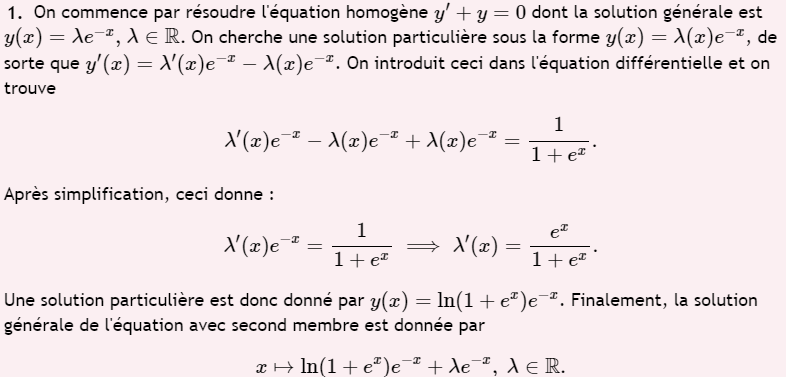 1. On commence par résoudre l'équation homogène $y' + y = 0$ dont la solution générale est
$y(x) = \lambda e^{-x}, \lambda \in \mathbb{R}$. On cherche une solution particulière sous la forme $y(x) = \lambda(x)e^{-x}$, de
sorte que $y'(x) = \lambda'(x)e^{-x} - \lambda(x)e^{-x}$. On introduit ceci dans l'équation différentielle et on
trouve
$$\lambda'(x)e^{-x} - \lambda(x)e^{-x} + \lambda(x)e^{-x} = \frac{1}{1 + e^x}.$$
Après simplification, ceci donne :
$$\lambda'(x)e^{-x} = \frac{1}{1 + e^x} \implies \lambda'(x) = \frac{e^x}{1 + e^x}.$$
Une solution particulière est donc donné par $y(x) = \ln(1 + e^x)e^{-x}$. Finalement, la solution
générale de l'équation avec second membre est donnée par
$$x \mapsto \ln(1 + e^x)e^{-x} + \lambda e^{-x}, \ \lambda \in \mathbb{R}.$$